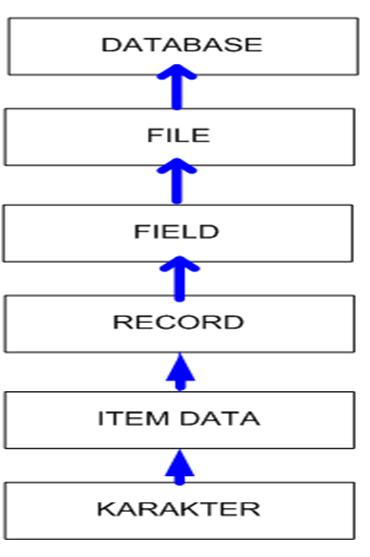 DATABASE
FILE
FIELD
RECORD
ITEM DATA
KARAKTER